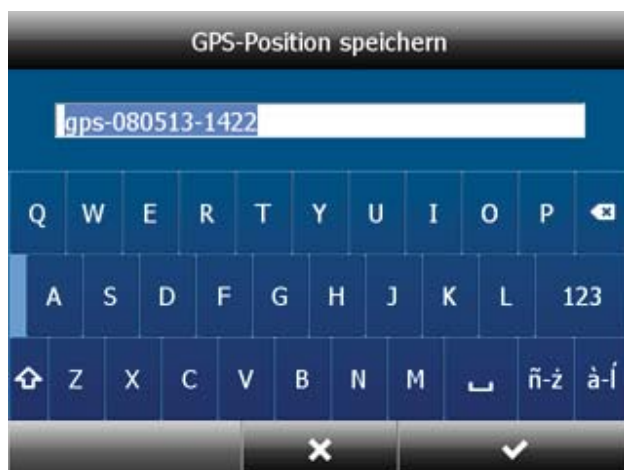 GPS-Position speichern
gps-080513-1422
Q W E R T Y U I O P
A S D F G H J K L 123
Z X C V B N M ñ-ż à-Í